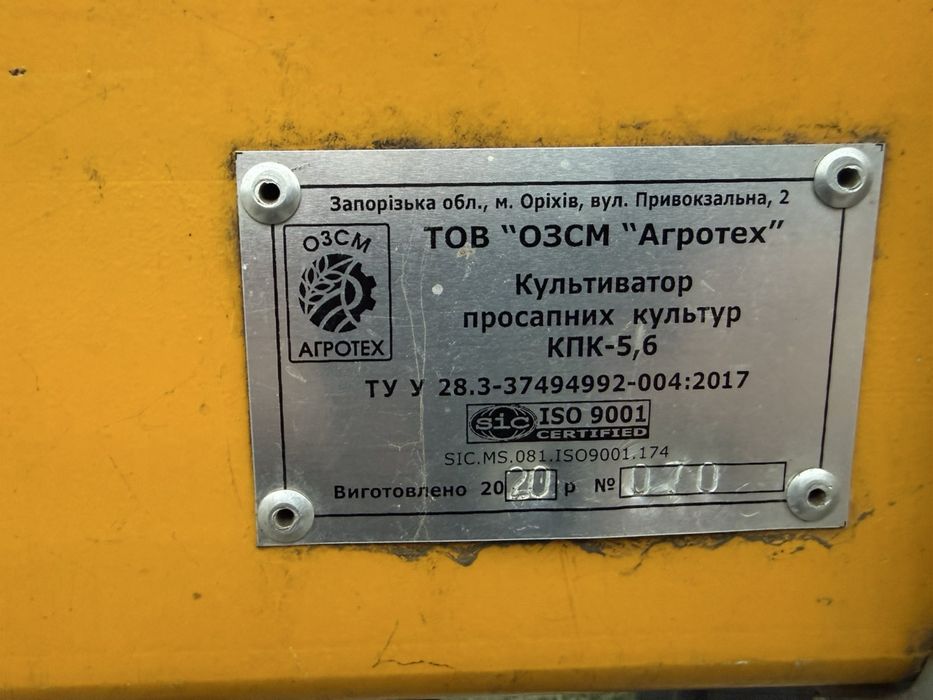 Запорізька обл., м. Оріхів, вул. Привокзальна, 2
ТОВ “ОЗСМ “Агротех”
ОЗСМ
АГРОТЕХ
Культиватор
просапних культур
КПК-5,6
ТУ У 28.3-37494992-004:2017
sic ISO 9001
CERTIFIED
SIC.MS.081.ISO9001.174
Виготовлено 2020 р № 070